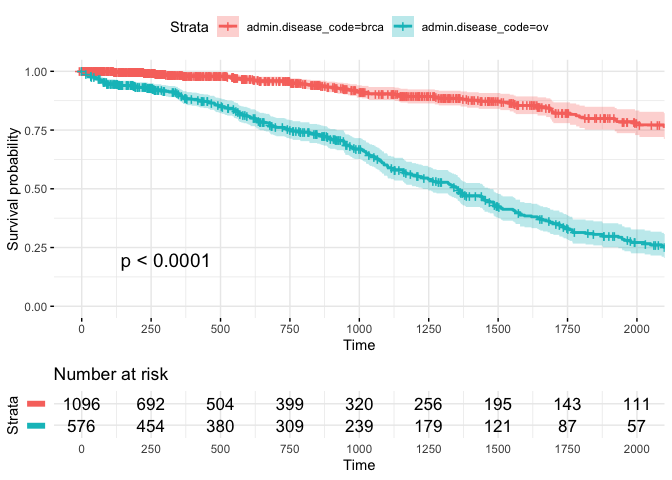 Strata admin.disease_code=brca admin.disease_code=ov
Survival probability
1.00
0.75
0.50
0.25
0.00
p < 0.0001
0 250 500 750 1000 1250 1500 1750 2000
Time
Number at risk
Strata
1096 692 504 399 320 256 195 143 111
576 454 380 309 239 179 121 87 57
0 250 500 750 1000 1250 1500 1750 2000
Time